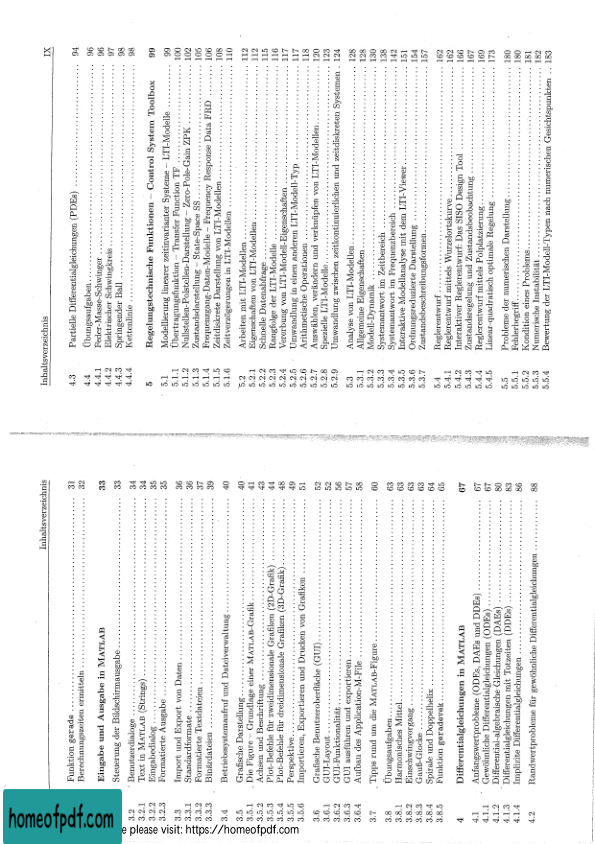 Inhaltsverzeichnis
Funktion gerade 31
Berechnungszeiten ermitteln 32
Eingabe und Ausgabe in MATLAB 33
Steuerung der Bildschirmausgabe 33
3.2 Benutzerdialoge 34
3.2.1 Text in MATLAB (Strings) 34
3.2.2 Eingabedialog 35
3.2.3 Formatierte Ausgabe 35
3.3 Import und Export von Daten 36
3.3.1 Standardformate 36
3.3.2 Formatierte Textdateien 37
3.3.3 Binärdateien 39
3.4 Betriebssystemaufruf und Dateiverwaltung 40
3.5 Grafische Darstellung 40
3.5.1 Die Figure – Grundlage einer MATLAB-Grafik 41
3.5.2 Achsen und Beschriftung 43
3.5.3 Plot-Befehle für zweidimensionale Grafiken (2D-Grafik) 44
3.5.4 Plot-Befehle für dreidimensionale Grafiken (3D-Grafik) 48
3.5.5 Perspektive 49
3.5.6 Importieren, Exportieren und Drucken von Grafiken 51
3.6 Grafische Benutzeroberfläche (GUI) 52
3.6.1 GUI-Layout 52
3.6.2 GUI-Funktionalität 56
3.6.3 GUI ausführen und exportieren 57
3.6.4 Aufbau des Application-M-File 58
3.7 Tipps rund um die MATLAB-Figure 60
3.8 Übungsaufgaben 63
3.8.1 Harmonisches Mittel 63
3.8.2 Einschwingvorgang 63
3.8.3 Gauß-Glocke 63
3.8.4 Spirale und Doppelhelix 64
3.8.5 Funktion geradevek 65
4 Differentialgleichungen in MATLAB 67
4.1 Anfangswertprobleme (ODEs, DAEs und DDEs) 67
4.1.1 Gewöhnliche Differentialgleichungen (ODEs) 67
4.1.2 Differential-algebraische Gleichungen (DAEs) 80
4.1.3 Differentialgleichungen mit Totzeiten (DDEs) 83
4.1.4 Implizite Differentialgleichungen 86
4.2 Randwertprobleme für gewöhnliche Differentialgleichungen 88
Inhaltsverzeichnis IX
4.3 Partielle Differentialgleichungen (PDEs) 94
4.4 Übungsaufgaben 96
4.4.1 Feder-Masse-Schwinger 96
4.4.2 Elektrischer Schwingkreis 97
4.4.3 Springender Ball 98
4.4.4 Kettenlinie 98
5 Regelungstechnische Funktionen – Control System Toolbox 99
5.1 Modellierung linearer zeitinvarianter Systeme – LTI-Modelle 99
5.1.1 Übertragungsfunktion – Transfer Function TF 100
5.1.2 Nullstellen-Polstellen-Darstellung – Zero-Pole-Gain ZPK 102
5.1.3 Zustandsdarstellung – State-Space SS 105
5.1.4 Frequenzgang-Daten-Modelle – Frequency Response Data FRD 106
5.1.5 Zeitdiskrete Darstellung von LTI-Modellen 108
5.1.6 Zeitverzögerungen in LTI-Modellen 110
5.2 Arbeiten mit LTI-Modellen 112
5.2.1 Eigenschaften von LTI-Modellen 112
5.2.2 Schnelle Datenabfrage 115
5.2.3 Rangfolge der LTI-Modelle 116
5.2.4 Vererbung von LTI-Modell-Eigenschaften 117
5.2.5 Umwandlung in einen anderen LTI-Modell-Typ 117
5.2.6 Arithmetische Operationen 118
5.2.7 Auswählen, verändern und verknüpfen von LTI-Modellen 120
5.2.8 Spezielle LTI-Modelle 123
5.2.9 Umwandlung zwischen zeitkontinuierlichen und zeitdiskreten Systemen 124
5.3 Analyse von LTI-Modellen 128
5.3.1 Allgemeine Eigenschaften 128
5.3.2 Modell-Dynamik 130
5.3.3 Systemantwort im Zeitbereich 138
5.3.4 Systemantwort im Frequenzbereich 142
5.3.5 Interaktive Modellanalyse mit dem LTI-Viewer 151
5.3.6 Ordnungsreduzierte Darstellung 154
5.3.7 Zustandsbeschreibungsformen 157
5.4 Reglerentwurf 162
5.4.1 Reglerentwurf mittels Wurzelortskurve 162
5.4.2 Interaktiver Reglerentwurf: Das SISO Design Tool 166
5.4.3 Zustandsregelung und Zustandsbeobachtung 167
5.4.4 Reglerentwurf mittels Polplatzierung 169
5.4.5 Linear-quadratisch optimale Regelung 173
5.5 Probleme der numerischen Darstellung 180
5.5.1 Fehlerbegriff 180
5.5.2 Kondition eines Problems 181
5.5.3 Numerische Instabilität 182
5.5.4 Bewertung der LTI-Modell-Typen nach numerischen Gesichtspunkten 183
homeofpdf.com
e please visit: https://homeofpdf.com